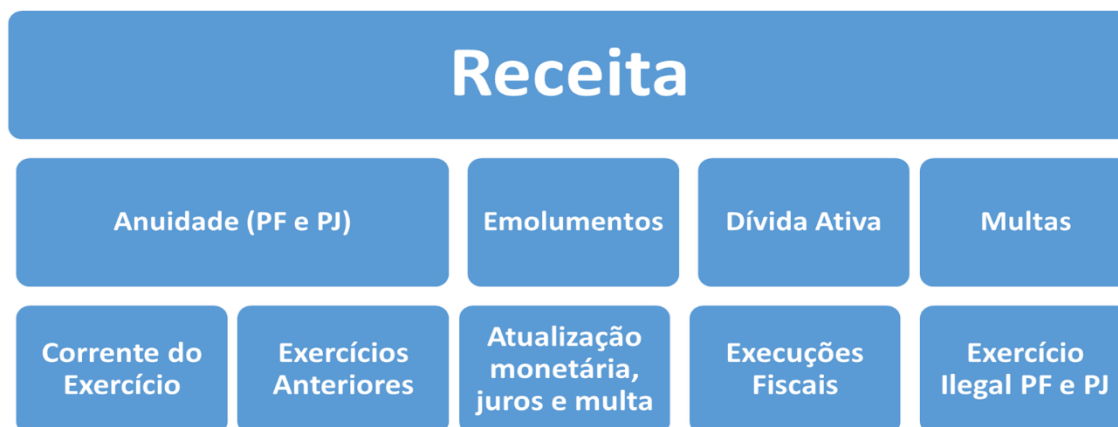 Receita
Anuidade (PF e PJ)
Emolumentos
Dívida Ativa
Multas
Corrente do
Exercício
Exercícios
Anteriores
Atualização
monetária,
juros e multa
Execuções
Fiscais
Exercício
Ilegal PF e PJ